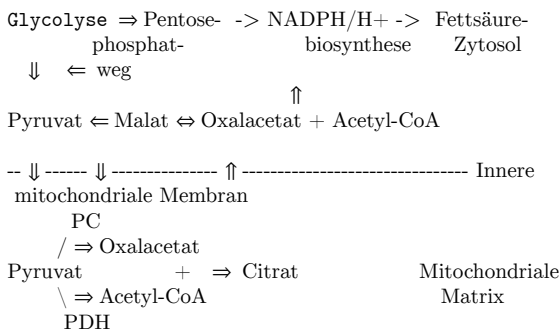 Glycolyse ⇒ Pentose- -> NADPH/H+ -> Fettsäure-
phosphat- biosynthese Zytosol
⇓ ⇐ weg
⇑
Pyruvat ⇐ Malat ⇔ Oxalacetat + Acetyl-CoA
-- ⇓ ------ ⇓ --------------- ⇑ -------------------------------- Innere
mitochondriale Membran
PC
/ ⇒ Oxalacetat
Pyruvat + ⇒ Citrat Mitochondriale
\ ⇒ Acetyl-CoA Matrix
PDH